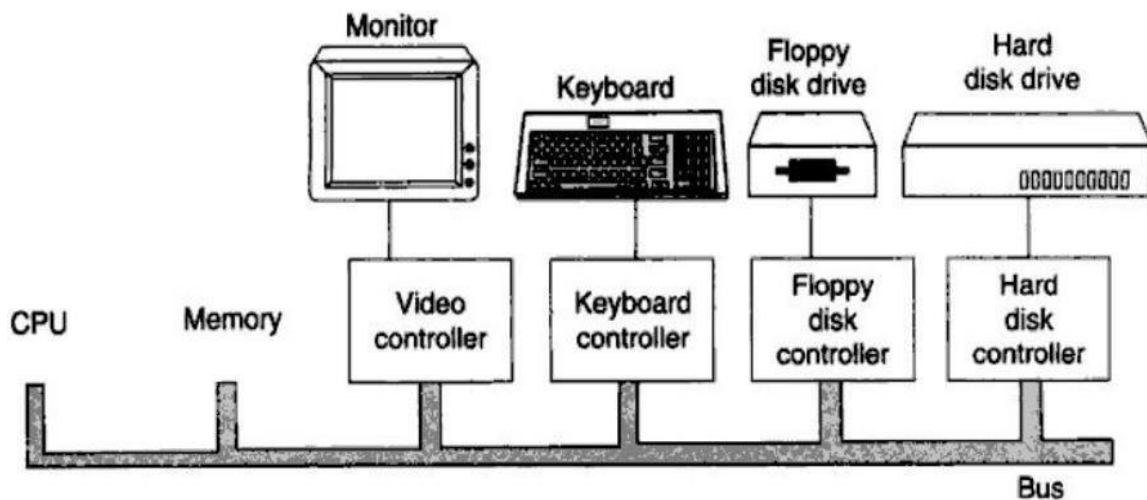 Monitor
Keyboard
Floppy
disk drive
Hard
disk drive
CPU
Memory
Video
controller
Keyboard
controller
Floppy
disk
controller
Hard
disk
controller
Bus